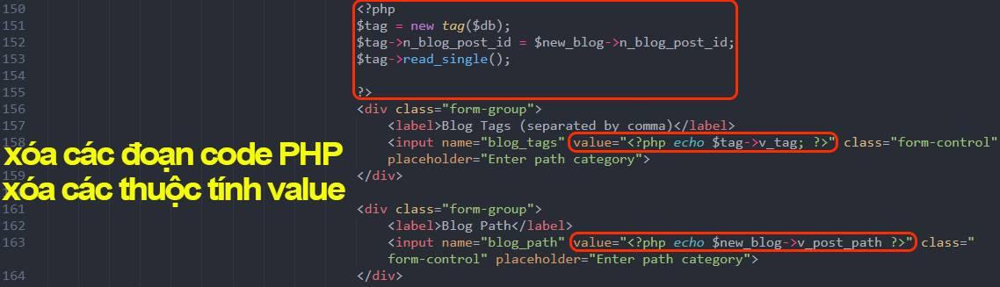 150 <?php
151 $tag = new tag($db);
152 $tag->n_blog_post_id = $new_blog->n_blog_post_id;
153 $tag->read_single();
154
155 ?>
156 <div class="form-group">
157 <label>Blog Tags (separated by comma)</label>
158 <input name="blog_tags" value="<?php echo $tag->v_tag; ?>" class="form-control"
placeholder="Enter path category">
159 </div>
xóa các đoạn code PHP
xóa các thuộc tính value
161 <div class="form-group">
162 <label>Blog Path</label>
163 <input name="blog_path" value="<?php echo $new_blog->v_post_path ?>" class="
form-control" placeholder="Enter path category">
164 </div>